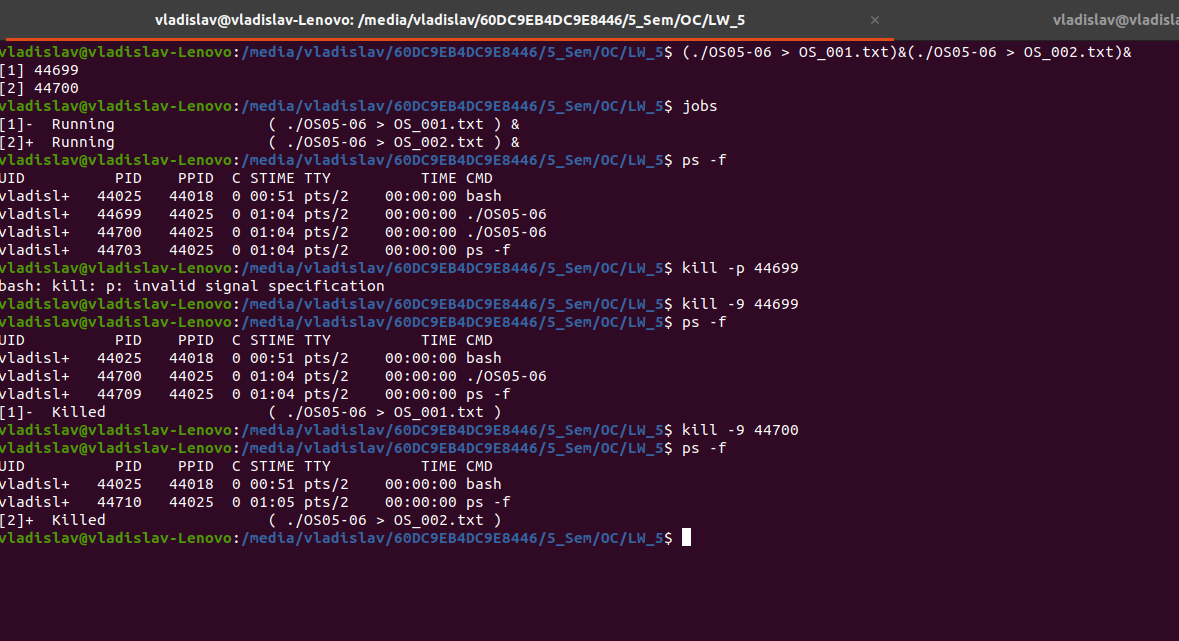 vladislav@vladislav-Lenovo: /media/vladislav/60DC9EB4DC9E8446/5_Sem/OC/LW_5 × vladislav@vladisla
vladislav@vladislav-Lenovo:/media/vladislav/60DC9EB4DC9E8446/5_Sem/OC/LW_5$ (./OS05-06 > OS_001.txt)&(./OS05-06 > OS_002.txt)&
[1] 44699
[2] 44700
vladislav@vladislav-Lenovo:/media/vladislav/60DC9EB4DC9E8446/5_Sem/OC/LW_5$ jobs
[1]-  Running                 ( ./OS05-06 > OS_001.txt ) &
[2]+  Running                 ( ./OS05-06 > OS_002.txt ) &
vladislav@vladislav-Lenovo:/media/vladislav/60DC9EB4DC9E8446/5_Sem/OC/LW_5$ ps -f
UID          PID    PPID  C STIME TTY          TIME CMD
vladisl+   44025   44018  0 00:51 pts/2    00:00:00 bash
vladisl+   44699   44025  0 01:04 pts/2    00:00:00 ./OS05-06
vladisl+   44700   44025  0 01:04 pts/2    00:00:00 ./OS05-06
vladisl+   44703   44025  0 01:04 pts/2    00:00:00 ps -f
vladislav@vladislav-Lenovo:/media/vladislav/60DC9EB4DC9E8446/5_Sem/OC/LW_5$ kill -p 44699
bash: kill: p: invalid signal specification
vladislav@vladislav-Lenovo:/media/vladislav/60DC9EB4DC9E8446/5_Sem/OC/LW_5$ kill -9 44699
vladislav@vladislav-Lenovo:/media/vladislav/60DC9EB4DC9E8446/5_Sem/OC/LW_5$ ps -f
UID          PID    PPID  C STIME TTY          TIME CMD
vladisl+   44025   44018  0 00:51 pts/2    00:00:00 bash
vladisl+   44700   44025  0 01:04 pts/2    00:00:00 ./OS05-06
vladisl+   44709   44025  0 01:04 pts/2    00:00:00 ps -f
[1]-  Killed                  ( ./OS05-06 > OS_001.txt )
vladislav@vladislav-Lenovo:/media/vladislav/60DC9EB4DC9E8446/5_Sem/OC/LW_5$ kill -9 44700
vladislav@vladislav-Lenovo:/media/vladislav/60DC9EB4DC9E8446/5_Sem/OC/LW_5$ ps -f
UID          PID    PPID  C STIME TTY          TIME CMD
vladisl+   44025   44018  0 00:51 pts/2    00:00:00 bash
vladisl+   44710   44025  0 01:05 pts/2    00:00:00 ps -f
[2]+  Killed                  ( ./OS05-06 > OS_002.txt )
vladislav@vladislav-Lenovo:/media/vladislav/60DC9EB4DC9E8446/5_Sem/OC/LW_5$